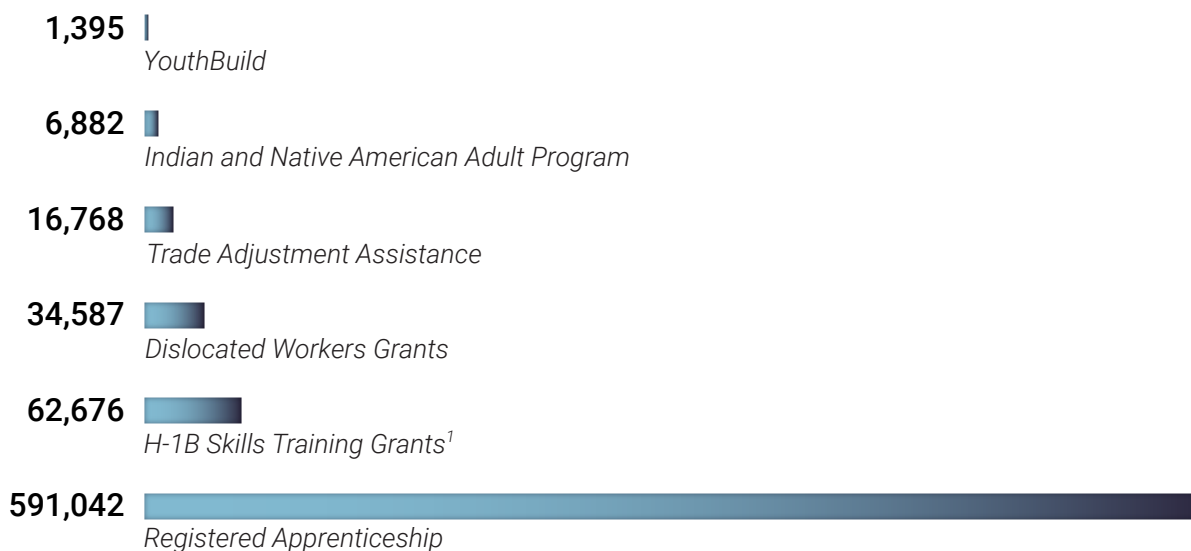 1,395
YouthBuild
6,882
Indian and Native American Adult Program
16,768
Trade Adjustment Assistance
34,587
Dislocated Workers Grants
62,676
H-1B Skills Training Grants¹
591,042
Registered Apprenticeship